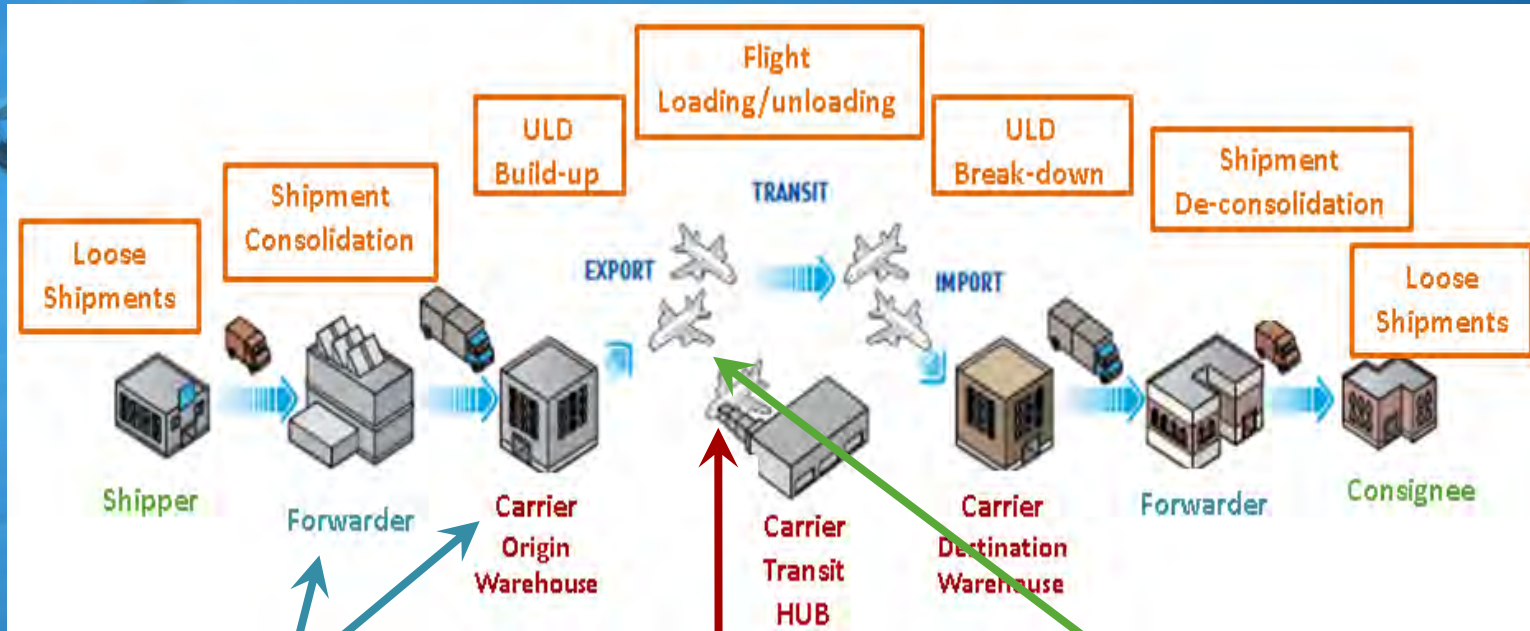 Flight
Loading/unloading
ULD
Build-up
ULD
Break-down
Shipment
Consolidation
TRANSIT
Shipment
De-consolidation
Loose
Shipments
EXPORT
IMPORT
Loose
Shipments
Shipper
Forwarder
Carrier
Origin
Warehouse
Carrier
Transit
HUB
Carrier
Dectination
Warehouse
Forwarder
Consignee